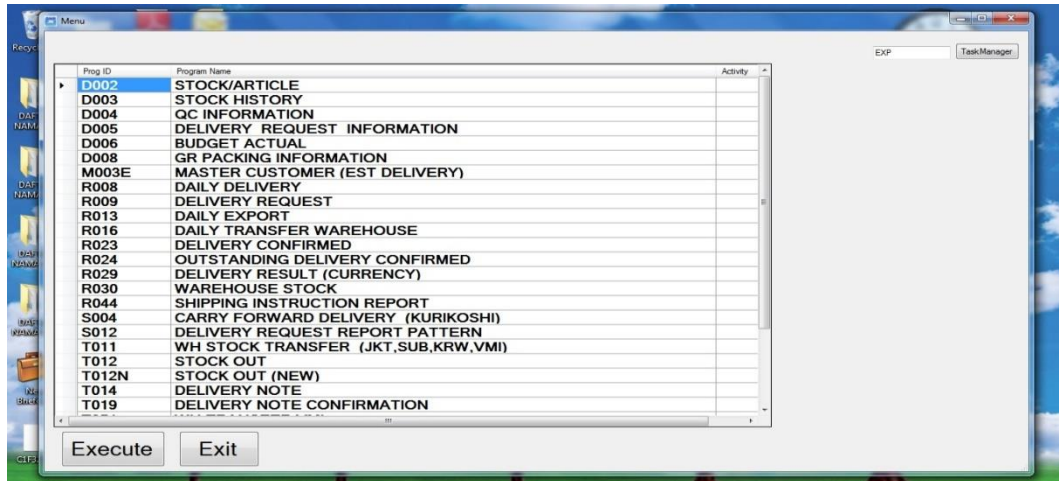 Menu
EXP TaskManager
Prog ID Program Name Activity
D002 STOCK/ARTICLE
D003 STOCK HISTORY
D004 QC INFORMATION
D005 DELIVERY REQUEST INFORMATION
D006 BUDGET ACTUAL
D008 GR PACKING INFORMATION
M003E MASTER CUSTOMER (EST DELIVERY)
R008 DAILY DELIVERY
R009 DELIVERY REQUEST
R013 DAILY EXPORT
R016 DAILY TRANSFER WAREHOUSE
R023 DELIVERY CONFIRMED
R024 OUTSTANDING DELIVERY CONFIRMED
R029 DELIVERY RESULT (CURRENCY)
R030 WAREHOUSE STOCK
R044 SHIPPING INSTRUCTION REPORT
S004 CARRY FORWARD DELIVERY (KURIKOSHI)
S012 DELIVERY REQUEST REPORT PATTERN
T011 WH STOCK TRANSFER (JKT,SUB,KRW,VMI)
T012 STOCK OUT
T012N STOCK OUT (NEW)
T014 DELIVERY NOTE
T019 DELIVERY NOTE CONFIRMATION
Execute Exit